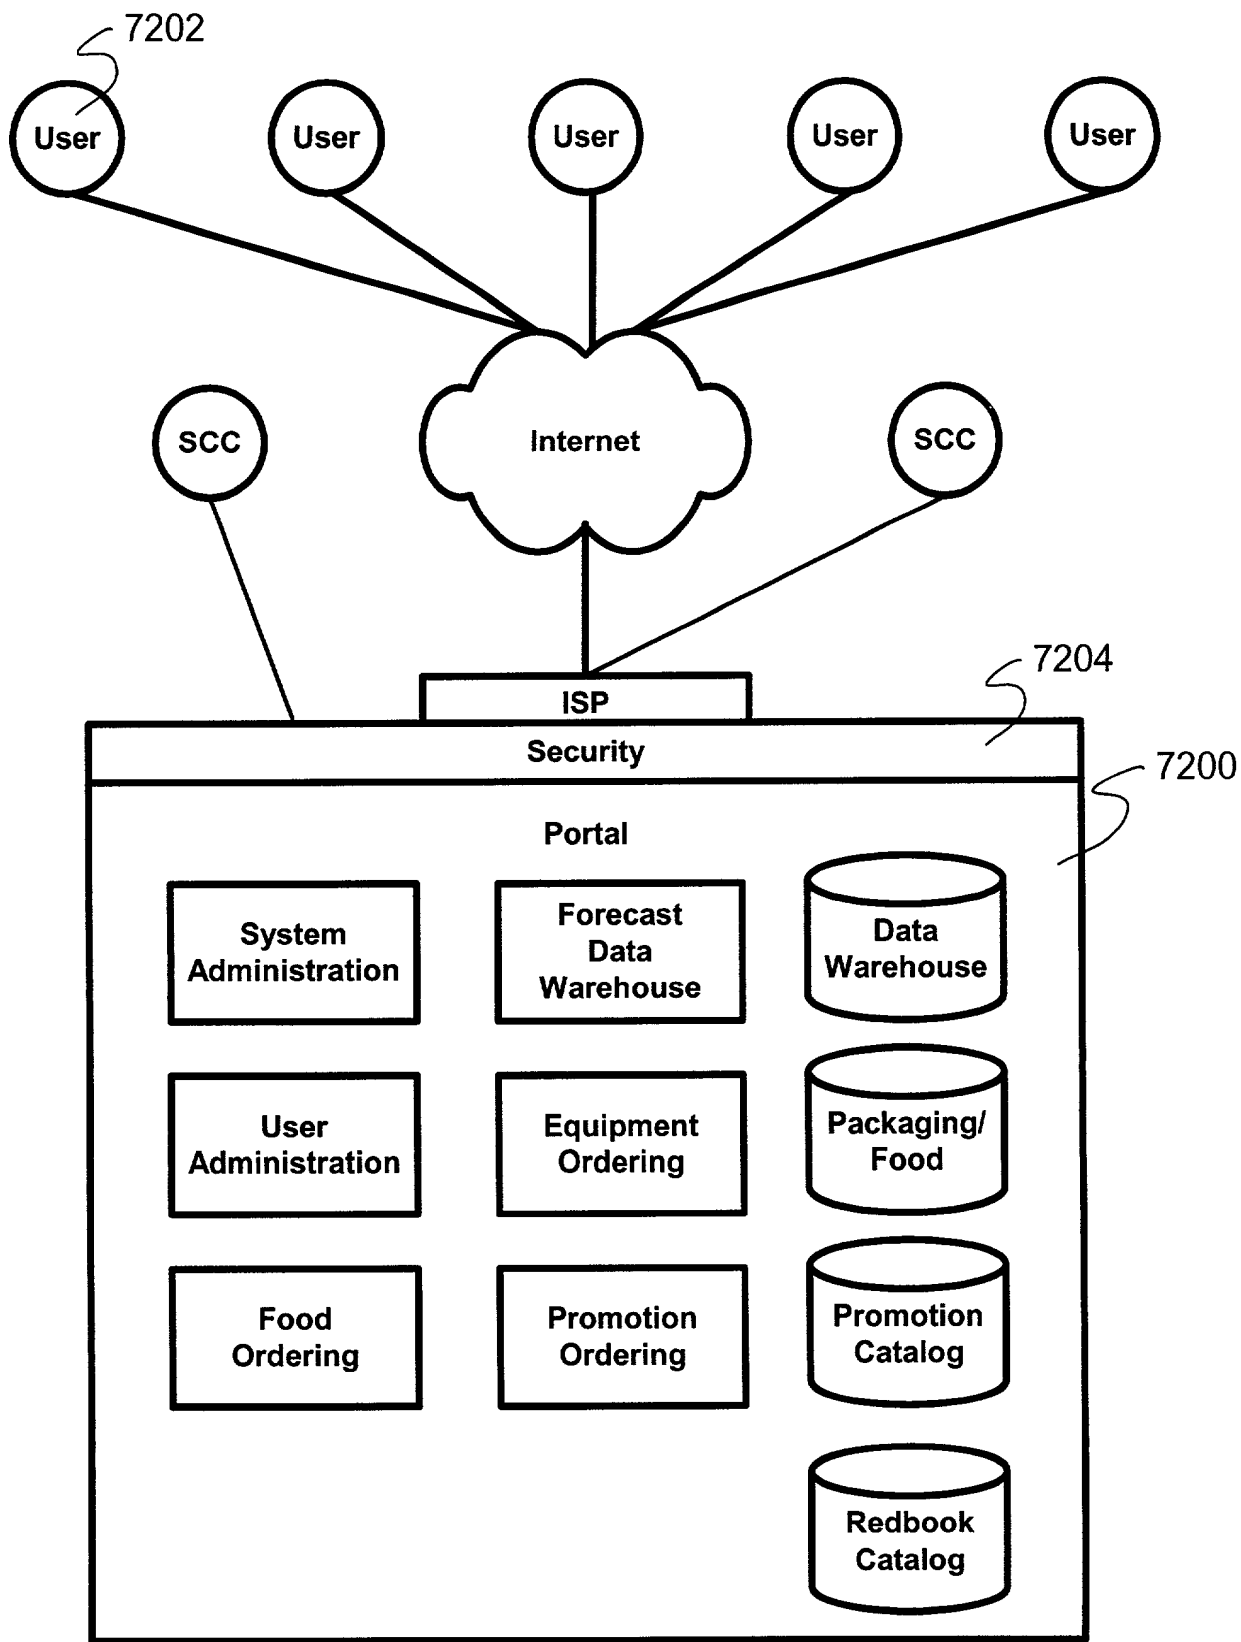 7202
User
User
User
User
User
SCC
Internet
SCC
ISP
7204
Security
7200
Portal
System
Administration
Forecast
Data
Warehouse
Data
Warehouse
User
Administration
Equipment
Ordering
Packaging/
Food
Food
Ordering
Promotion
Ordering
Promotion
Catalog
Redbook
Catalog